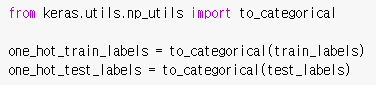 from keras.utils.np_utils import to_categorical
one_hot_train_labels = to_categorical(train_labels)
one_hot_test_labels = to_categorical(test_labels)